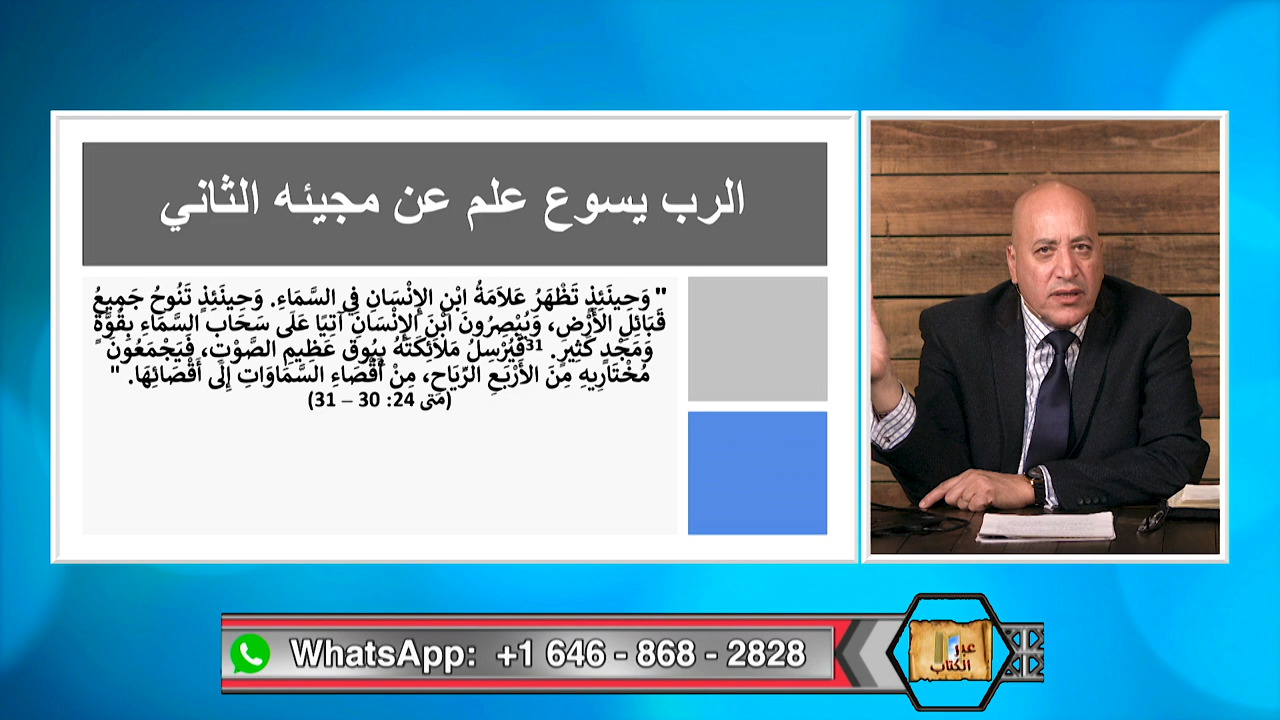 الرب يسوع علم عن مجيئه الثاني
" وَحِينَئِذٍ تَظْهَرُ عَلاَمَةُ ابْنِ الإِنْسَانِ فِي السَّمَاءِ. وَحِينَئِذٍ تَنُوحُ جَمِيعُ
قَبَائِلِ الأَرْضِ، وَيُبْصِرُونَ ابْنَ الإِنْسَانِ آتِيًا عَلَى سَحَابِ السَّمَاءِ بِقُوَّةٍ
وَمَجْدٍ كَثِيرٍ. ³¹فَيُرْسِلُ مَلاَئِكَتَهُ بِبُوق عَظِيمِ الصَّوْتِ، فَيَجْمَعُونَ
مُخْتَارِيهِ مِنَ الأَرْبَعِ الرِّيَاحِ، مِنْ أَقْصَاءِ السَّمَاوَاتِ إِلَى أَقْصَائِهَا. "
(متى 24: 30 – 31)
WhatsApp: +1 646 - 868 - 2828
عبر
الكتاب